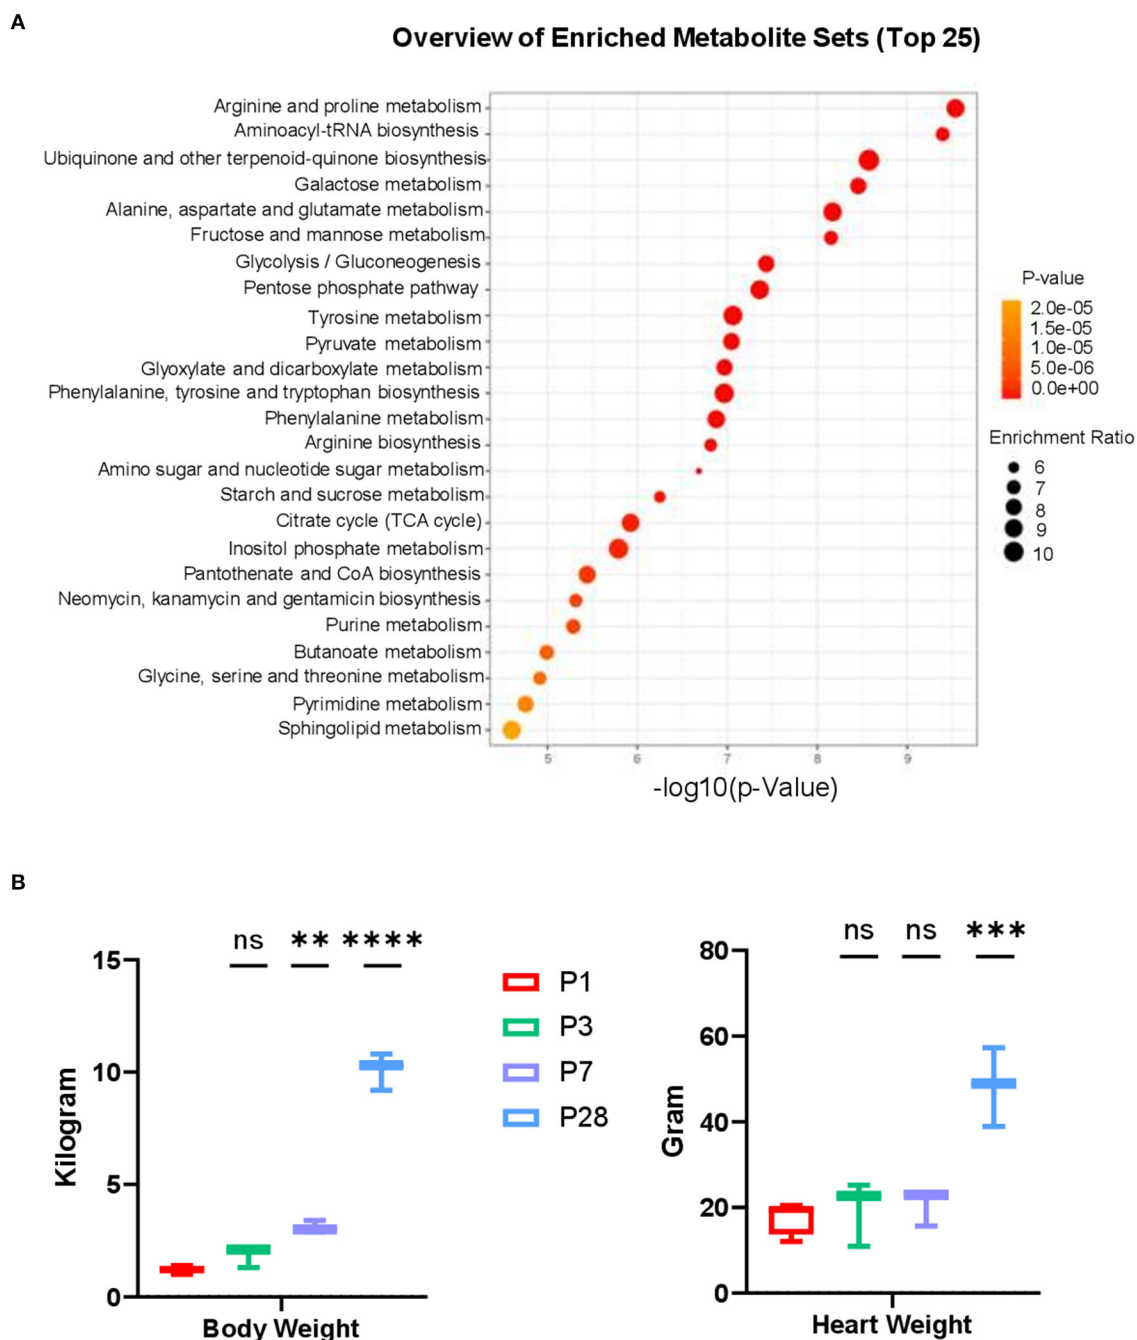 A
Overview of Enriched Metabolite Sets (Top 25)
Arginine and proline metabolism
Aminoacyl-tRNA biosynthesis
Ubiquinone and other terpenoid-quinone biosynthesis
Galactose metabolism
Alanine, aspartate and glutamate metabolism
Fructose and mannose metabolism
Glycolysis / Gluconeogenesis
Pentose phosphate pathway
Tyrosine metabolism
Pyruvate metabolism
Glyoxylate and dicarboxylate metabolism
Phenylalanine, tyrosine and tryptophan biosynthesis
Phenylalanine metabolism
Arginine biosynthesis
Amino sugar and nucleotide sugar metabolism
Starch and sucrose metabolism
Citrate cycle (TCA cycle)
Inositol phosphate metabolism
Pantothenate and CoA biosynthesis
Neomycin, kanamycin and gentamicin biosynthesis
Purine metabolism
Butanoate metabolism
Glycine, serine and threonine metabolism
Pyrimidine metabolism
Sphingolipid metabolism
5 6 7 8 9
-log10(p-Value)
P-value
2.0e-05
1.5e-05
1.0e-05
5.0e-06
0.0e+00
Enrichment Ratio
6
7
8
9
10
B
ns ** ****
15
10
5
0
Kilogram
Body Weight
P1
P3
P7
P28
ns ns ***
80
60
40
20
0
Gram
Heart Weight